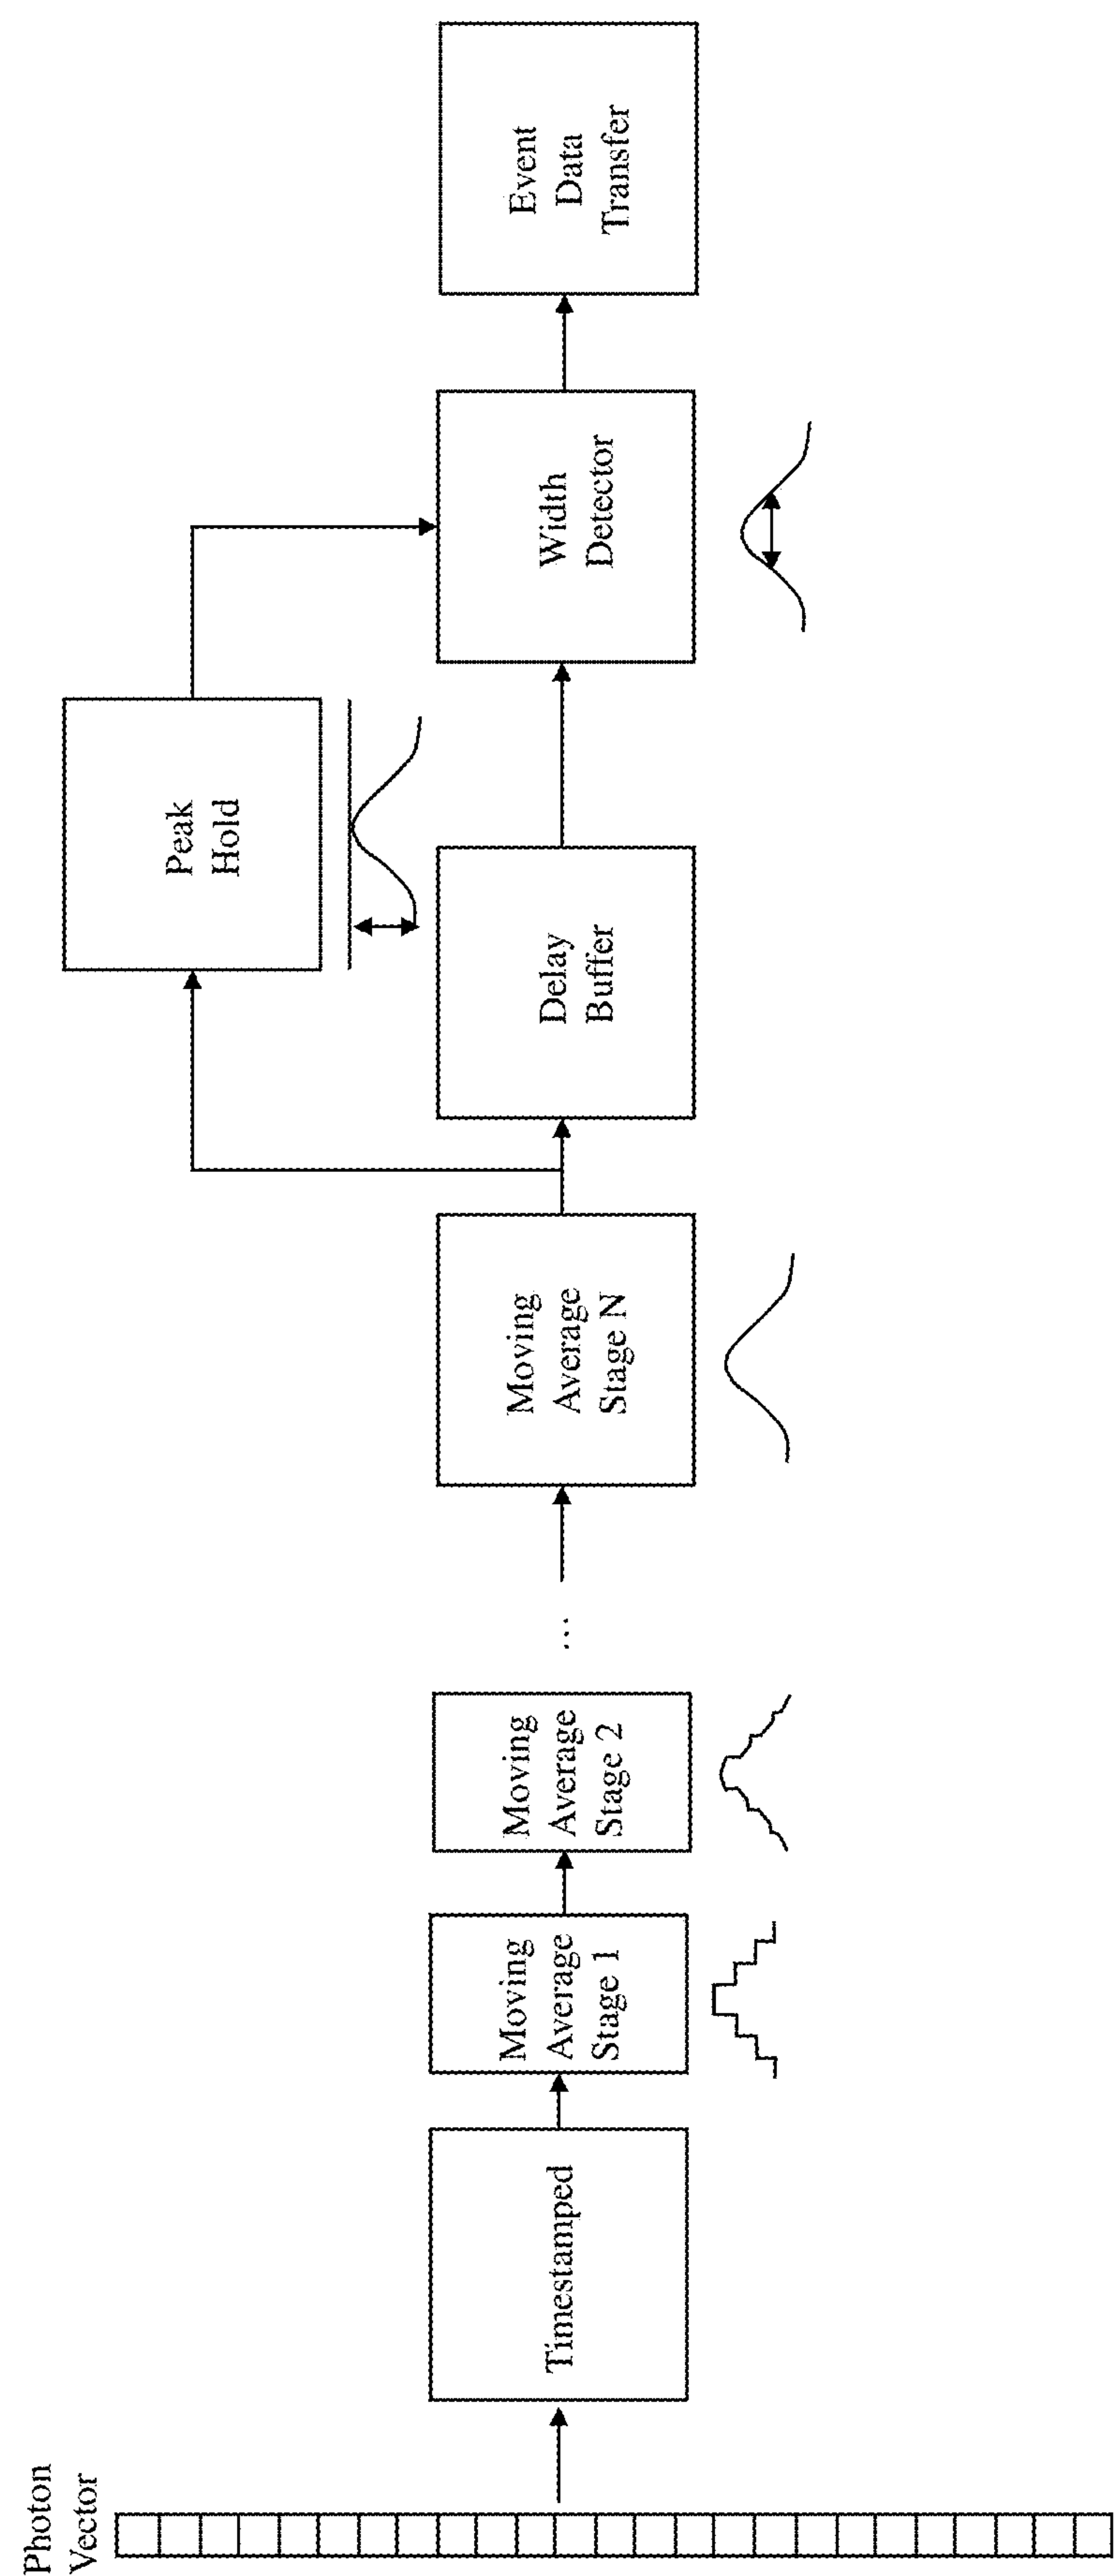 Photon
Vector
Timestamped
Moving
Average
Stage 1
Moving
Average
Stage 2
...
Moving
Average
Stage N
Delay
Buffer
Peak
Hold
Width
Detector
Event
Data
Transfer